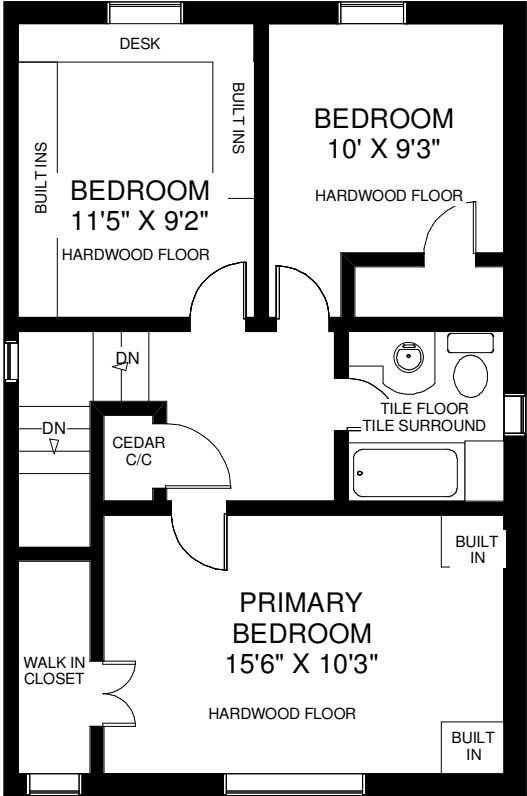 DESK
BUILT INS
BUILT INS
BEDROOM
11'5" X 9'2"
HARDWOOD FLOOR
BEDROOM
10' X 9'3"
HARDWOOD FLOOR
DN
DN
CEDAR
C/C
TILE FLOOR
TILE SURROUND
BUILT
IN
PRIMARY
BEDROOM
15'6" X 10'3"
HARDWOOD FLOOR
WALK IN
CLOSET
BUILT
IN